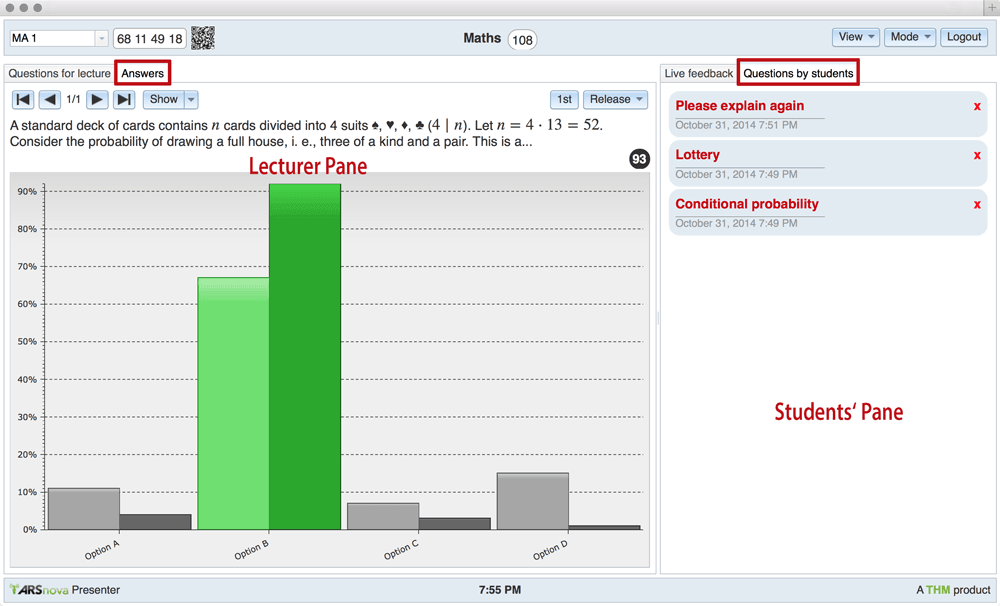 MA 1
68 11 49 18
Maths 108
View
Mode
Logout
Questions for lecture
Answers
Live feedback
Questions by students
1/1
Show
1st
Release
A standard deck of cards contains n cards divided into 4 suits ♠, ♥, ♦, ♣ (4 | n). Let n = 4 · 13 = 52.
Consider the probability of drawing a full house, i. e., three of a kind and a pair. This is a...
Lecturer Pane
93
90%
80%
70%
60%
50%
40%
30%
20%
10%
0%
Option A
Option B
Option C
Option D
Please explain again
x
October 31, 2014 7:51 PM
Lottery
x
October 31, 2014 7:49 PM
Conditional probability
x
October 31, 2014 7:49 PM
Students‘ Pane
ARSnova Presenter
7:55 PM
A THM product